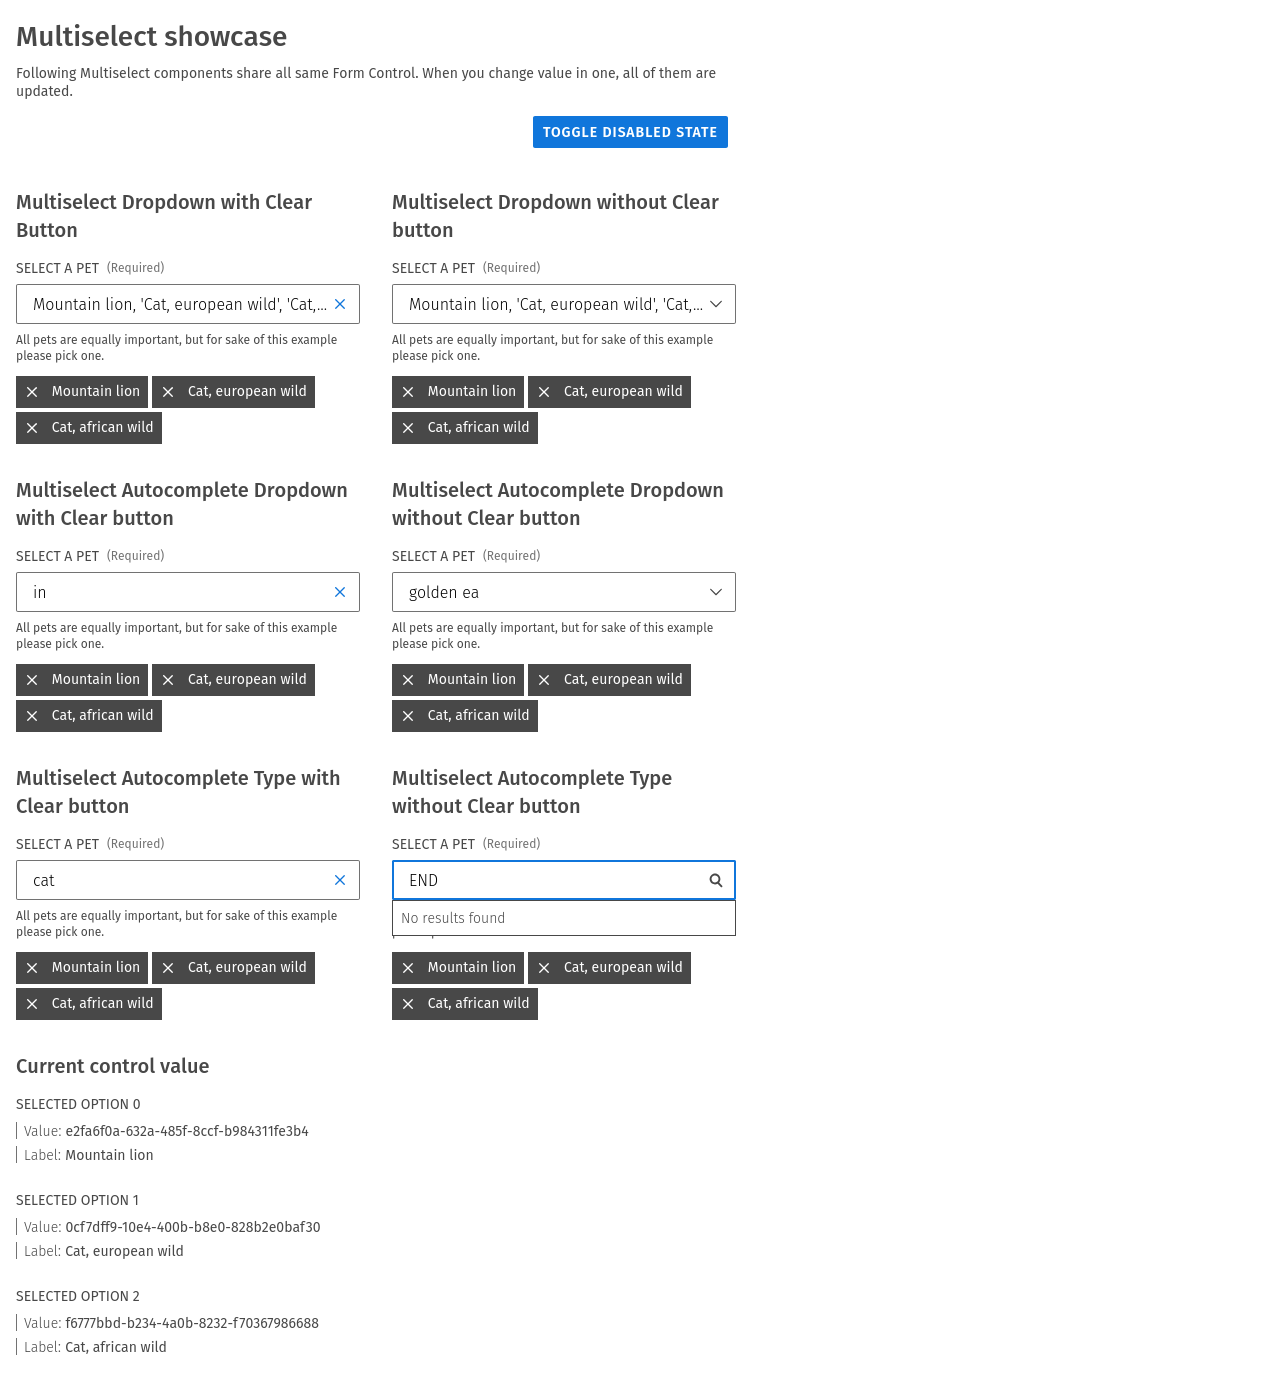 Multiselect showcase
Following Multiselect components share all same Form Control. When you change value in one, all of them are
updated.
TOGGLE DISABLED STATE
Multiselect Dropdown with Clear
Button
SELECT A PET (Required)
Mountain lion, 'Cat, european wild', 'Cat,...
All pets are equally important, but for sake of this example
please pick one.
Mountain lion
Cat, european wild
Cat, african wild
Multiselect Dropdown without Clear
button
SELECT A PET (Required)
Mountain lion, 'Cat, european wild', 'Cat,...
All pets are equally important, but for sake of this example
please pick one.
Mountain lion
Cat, european wild
Cat, african wild
Multiselect Autocomplete Dropdown
with Clear button
SELECT A PET (Required)
in
All pets are equally important, but for sake of this example
please pick one.
Mountain lion
Cat, european wild
Cat, african wild
Multiselect Autocomplete Dropdown
without Clear button
SELECT A PET (Required)
golden ea
All pets are equally important, but for sake of this example
please pick one.
Mountain lion
Cat, european wild
Cat, african wild
Multiselect Autocomplete Type with
Clear button
SELECT A PET (Required)
cat
All pets are equally important, but for sake of this example
please pick one.
Mountain lion
Cat, european wild
Cat, african wild
Multiselect Autocomplete Type
without Clear button
SELECT A PET (Required)
END
No results found
Mountain lion
Cat, european wild
Cat, african wild
Current control value
SELECTED OPTION 0
Value: e2fa6f0a-632a-485f-8ccf-b984311fe3b4
Label: Mountain lion
SELECTED OPTION 1
Value: 0cf7dff9-10e4-400b-b8e0-828b2e0baf30
Label: Cat, european wild
SELECTED OPTION 2
Value: f6777bbd-b234-4a0b-8232-f70367986688
Label: Cat, african wild